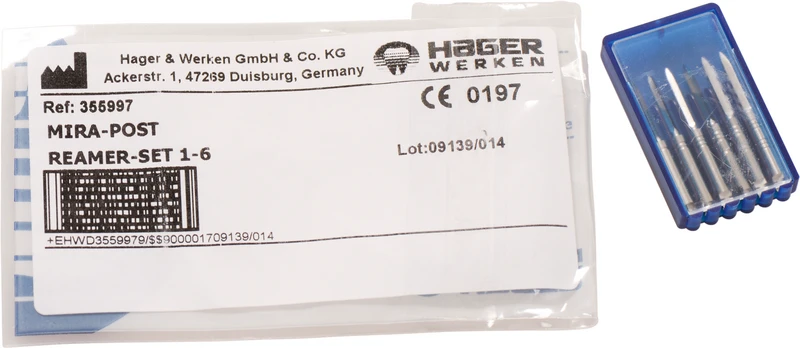 Hager & Werken GmbH & Co. KG
Ackerstr. 1, 47269 Duisburg, Germany
HAGER
WERKEN
Ref: 355997
CE 0197
MIRA-POST
REAMER-SET 1-6
Lot:09139/014
+EHWD3559979/$$900001709139/014